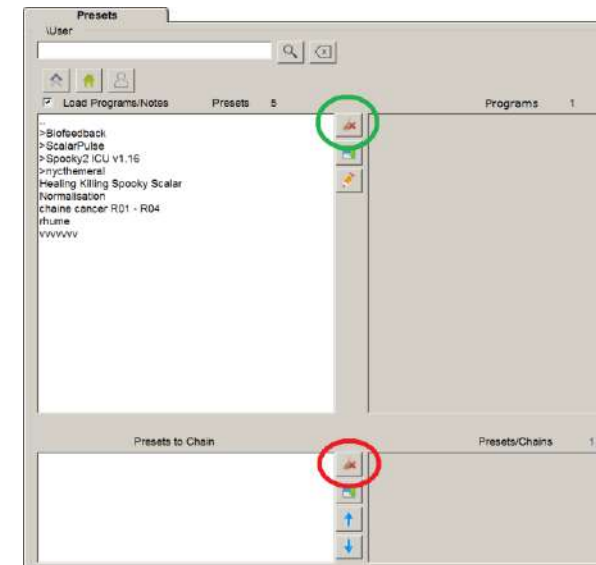 Presets
\User
Load Programs/Notes Presets 5 Programs 1
..
>Biofeedback
>ScalarPulse
>Spooky2 ICU v1.16
>nycthemeral
Healing Killing Spooky Scalar
Normalisation
chaine cancer R01 - R04
rhume
vvvvvvv
Presets to Chain Presets/Chains 1